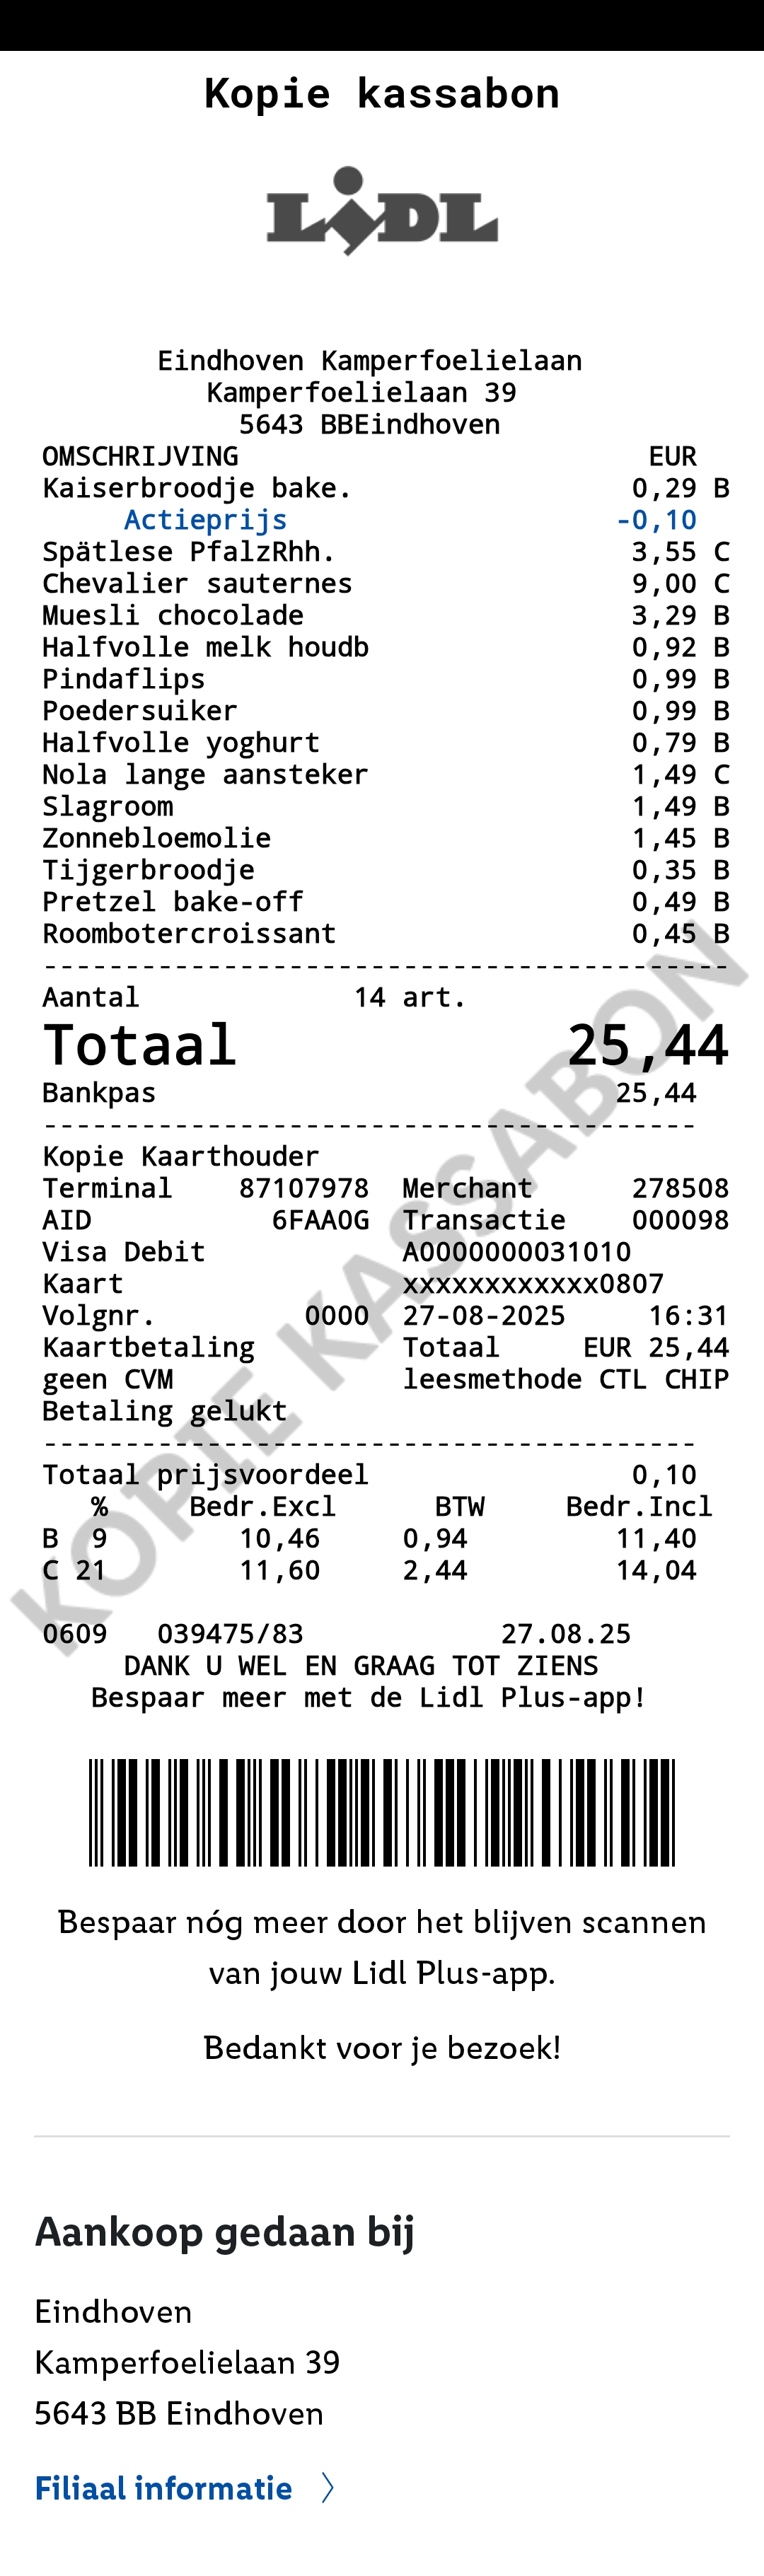 Kopie kassabon
LIDL
Eindhoven Kamperfoelielaan
Kamperfoelielaan 39
5643 BBEindhoven
OMSCHRIJVING EUR
Kaiserbroodje bake. 0,29 B
Actieprijs -0,10
Spätlese PfalzRhh. 3,55 C
Chevalier sauternes 9,00 C
Muesli chocolade 3,29 B
Halfvolle melk houdb 0,92 B
Pindaflips 0,99 B
Poedersuiker 0,99 B
Halfvolle yoghurt 0,79 B
Nola lange aansteker 1,49 C
Slagroom 1,49 B
Zonnebloemolie 1,45 B
Tijgerbroodje 0,35 B
Pretzel bake-off 0,49 B
Roombotercroissant 0,45 B
------------------------------------------
Aantal 14 art.
Totaal 25,44
Bankpas 25,44
----------------------------------------
Kopie Kaarthouder
Terminal 87107978 Merchant 278508
AID 6FAA0G Transactie 000098
Visa Debit A0000000031010
Kaart xxxxxxxxxxxx0807
Volgnr. 0000 27-08-2025 16:31
Kaartbetaling Totaal EUR 25,44
geen CVM leesmethode CTL CHIP
Betaling gelukt
----------------------------------------
Totaal prijsvoordeel 0,10
% Bedr.Excl BTW Bedr.Incl
B 9 10,46 0,94 11,40
C 21 11,60 2,44 14,04
0609 039475/83 27.08.25
DANK U WEL EN GRAAG TOT ZIENS
Bespaar meer met de Lidl Plus-app!
KOPIE KASSABON
Bespaar nóg meer door het blijven scannen
van jouw Lidl Plus-app.
Bedankt voor je bezoek!
Aankoop gedaan bij
Eindhoven
Kamperfoelielaan 39
5643 BB Eindhoven
Filiaal informatie